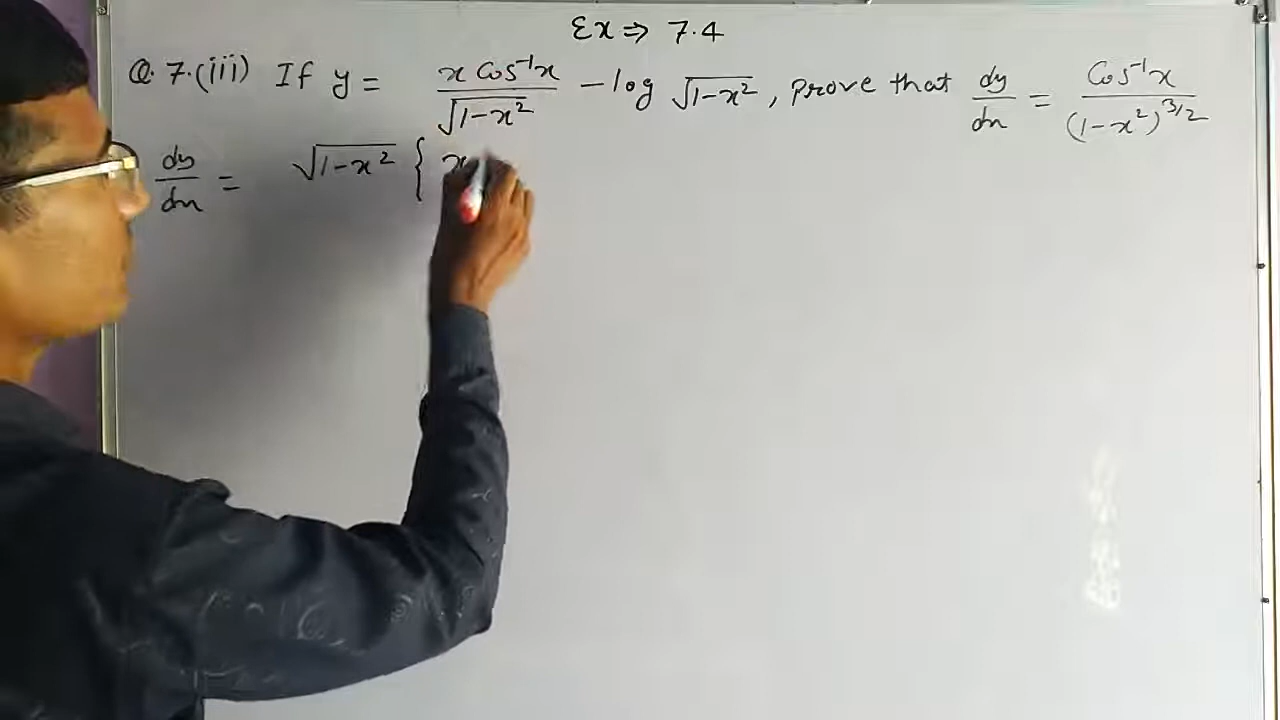 Ex ⇒ 7.4
Q. 7.(iii) If y = x Cos⁻¹x / √(1-x²) - log √(1-x²), Prove that dy/dx = Cos⁻¹x / (1-x²)^3/2
dy/dx = √(1-x²) { x